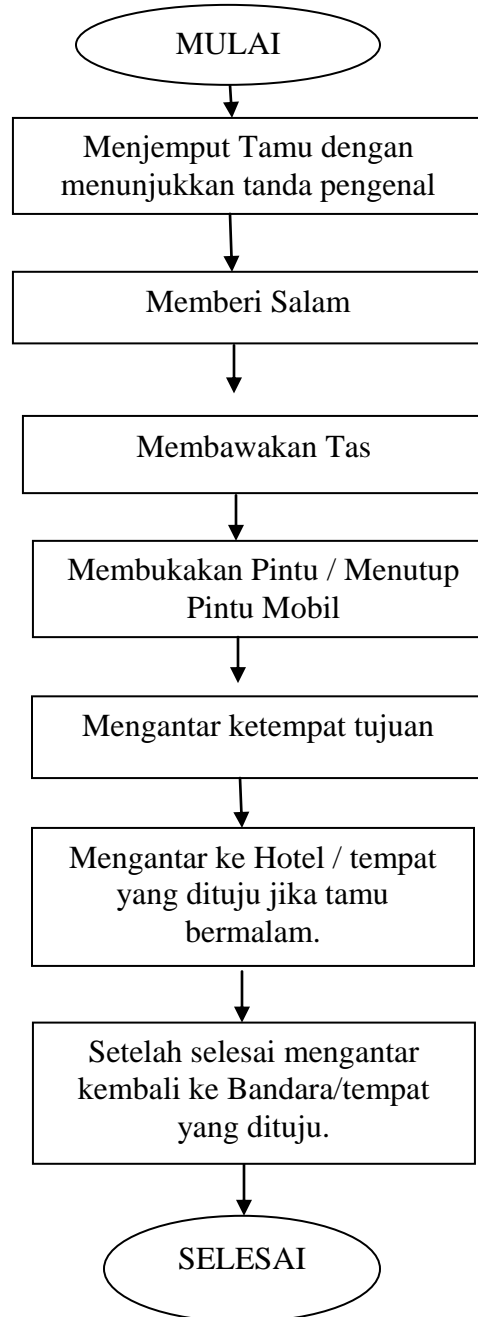 MULAI
Menjemput Tamu dengan
menunjukkan tanda pengenal
Memberi Salam
Membawakan Tas
Membukakan Pintu / Menutup
Pintu Mobil
Mengantar ketempat tujuan
Mengantar ke Hotel / tempat
yang dituju jika tamu
bermalam.
Setelah selesai mengantar
kembali ke Bandara/tempat
yang dituju.
SELESAI